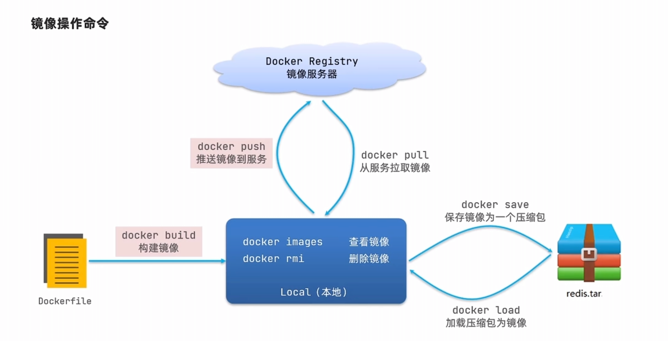 镜像操作命令
Docker Registry
镜像服务器
docker push
推送镜像到服务
docker pull
从服务拉取镜像
docker build
构建镜像
docker images 查看镜像
docker rmi 删除镜像
Local（本地）
docker save
保存镜像为一个压缩包
docker load
加载压缩包为镜像
Dockerfile
redis.tar